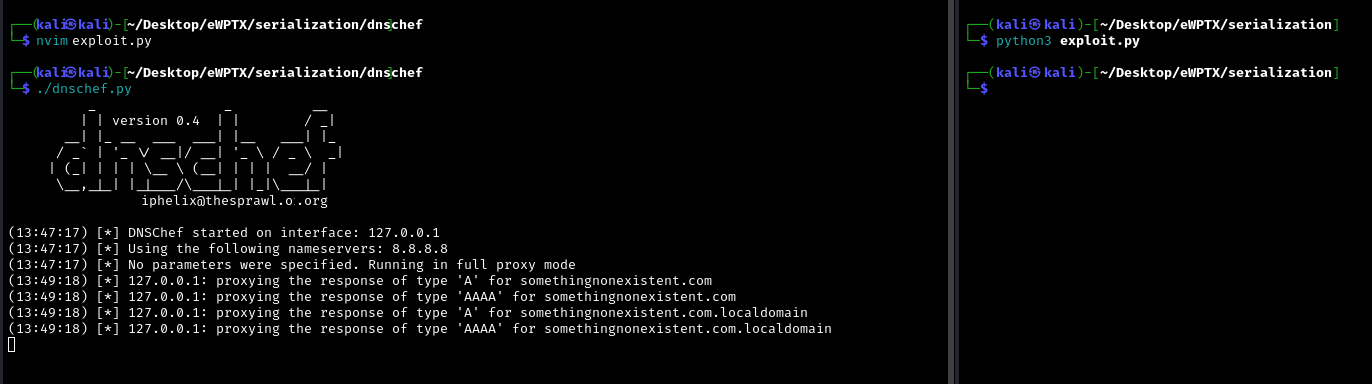 ┌──(kali㉿kali)-[~/Desktop/eWPTX/serialization/dnschef]
└─$ nvim exploit.py
┌──(kali㉿kali)-[~/Desktop/eWPTX/serialization/dnschef]
└─$ ./dnschef.py
version 0.4
dnschef
iphelix@thesprawl.o:.org
(13:47:17) [*] DNSChef started on interface: 127.0.0.1
(13:47:17) [*] Using the following nameservers: 8.8.8.8
(13:47:17) [*] No parameters were specified. Running in full proxy mode
(13:49:18) [*] 127.0.0.1: proxying the response of type 'A' for somethingnonexistent.com
(13:49:18) [*] 127.0.0.1: proxying the response of type 'AAAA' for somethingnonexistent.com
(13:49:18) [*] 127.0.0.1: proxying the response of type 'A' for somethingnonexistent.com.localdomain
(13:49:18) [*] 127.0.0.1: proxying the response of type 'AAAA' for somethingnonexistent.com.localdomain
┌──(kali㉿kali)-[~/Desktop/eWPTX/serialization]
└─$ python3 exploit.py
┌──(kali㉿kali)-[~/Desktop/eWPTX/serialization]
└─$